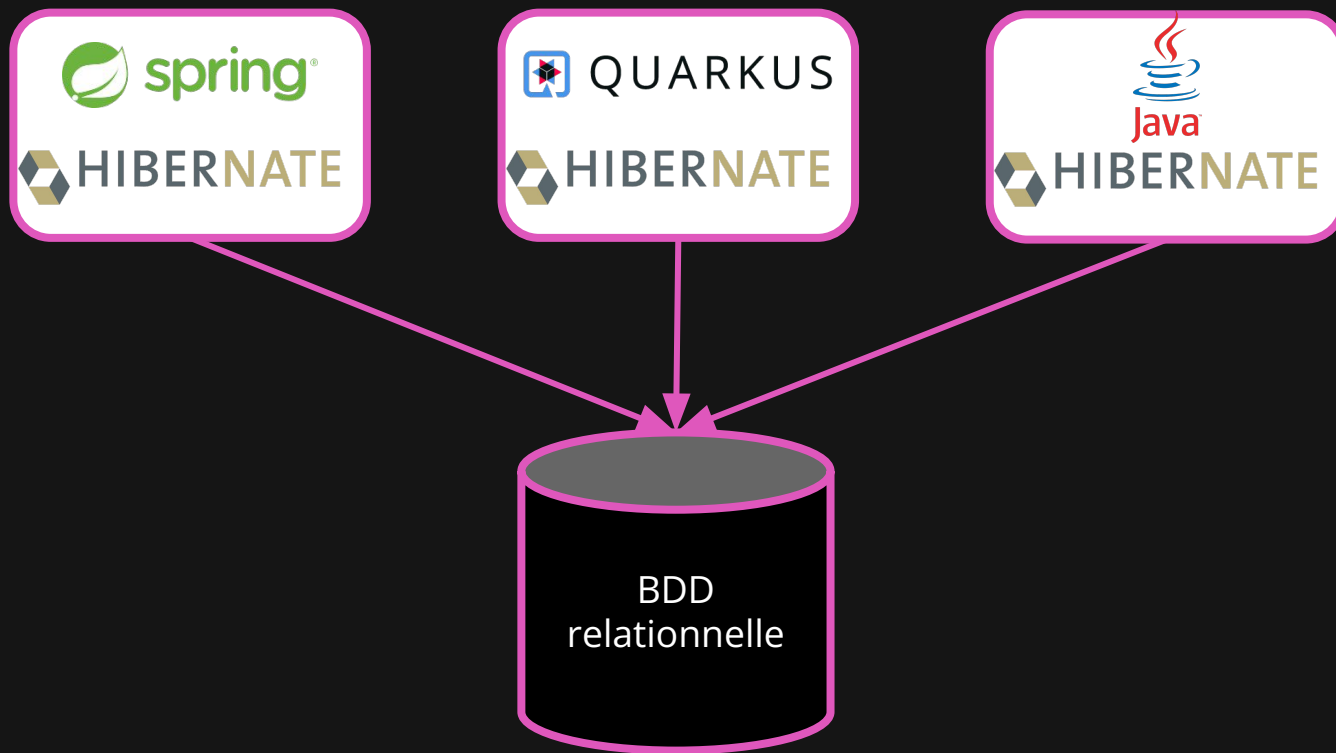 spring
HIBERNATE
QUARKUS
HIBERNATE
Java
HIBERNATE
BDD
relationnelle